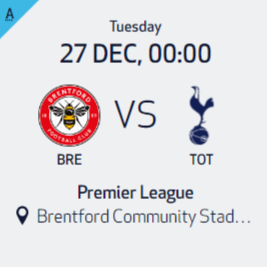 A
Tuesday
27 DEC, 00:00
BRENTFORD
VS
FOOTBALL CLUB
BRE
TOT
Premier League
Brentford Community Stad...